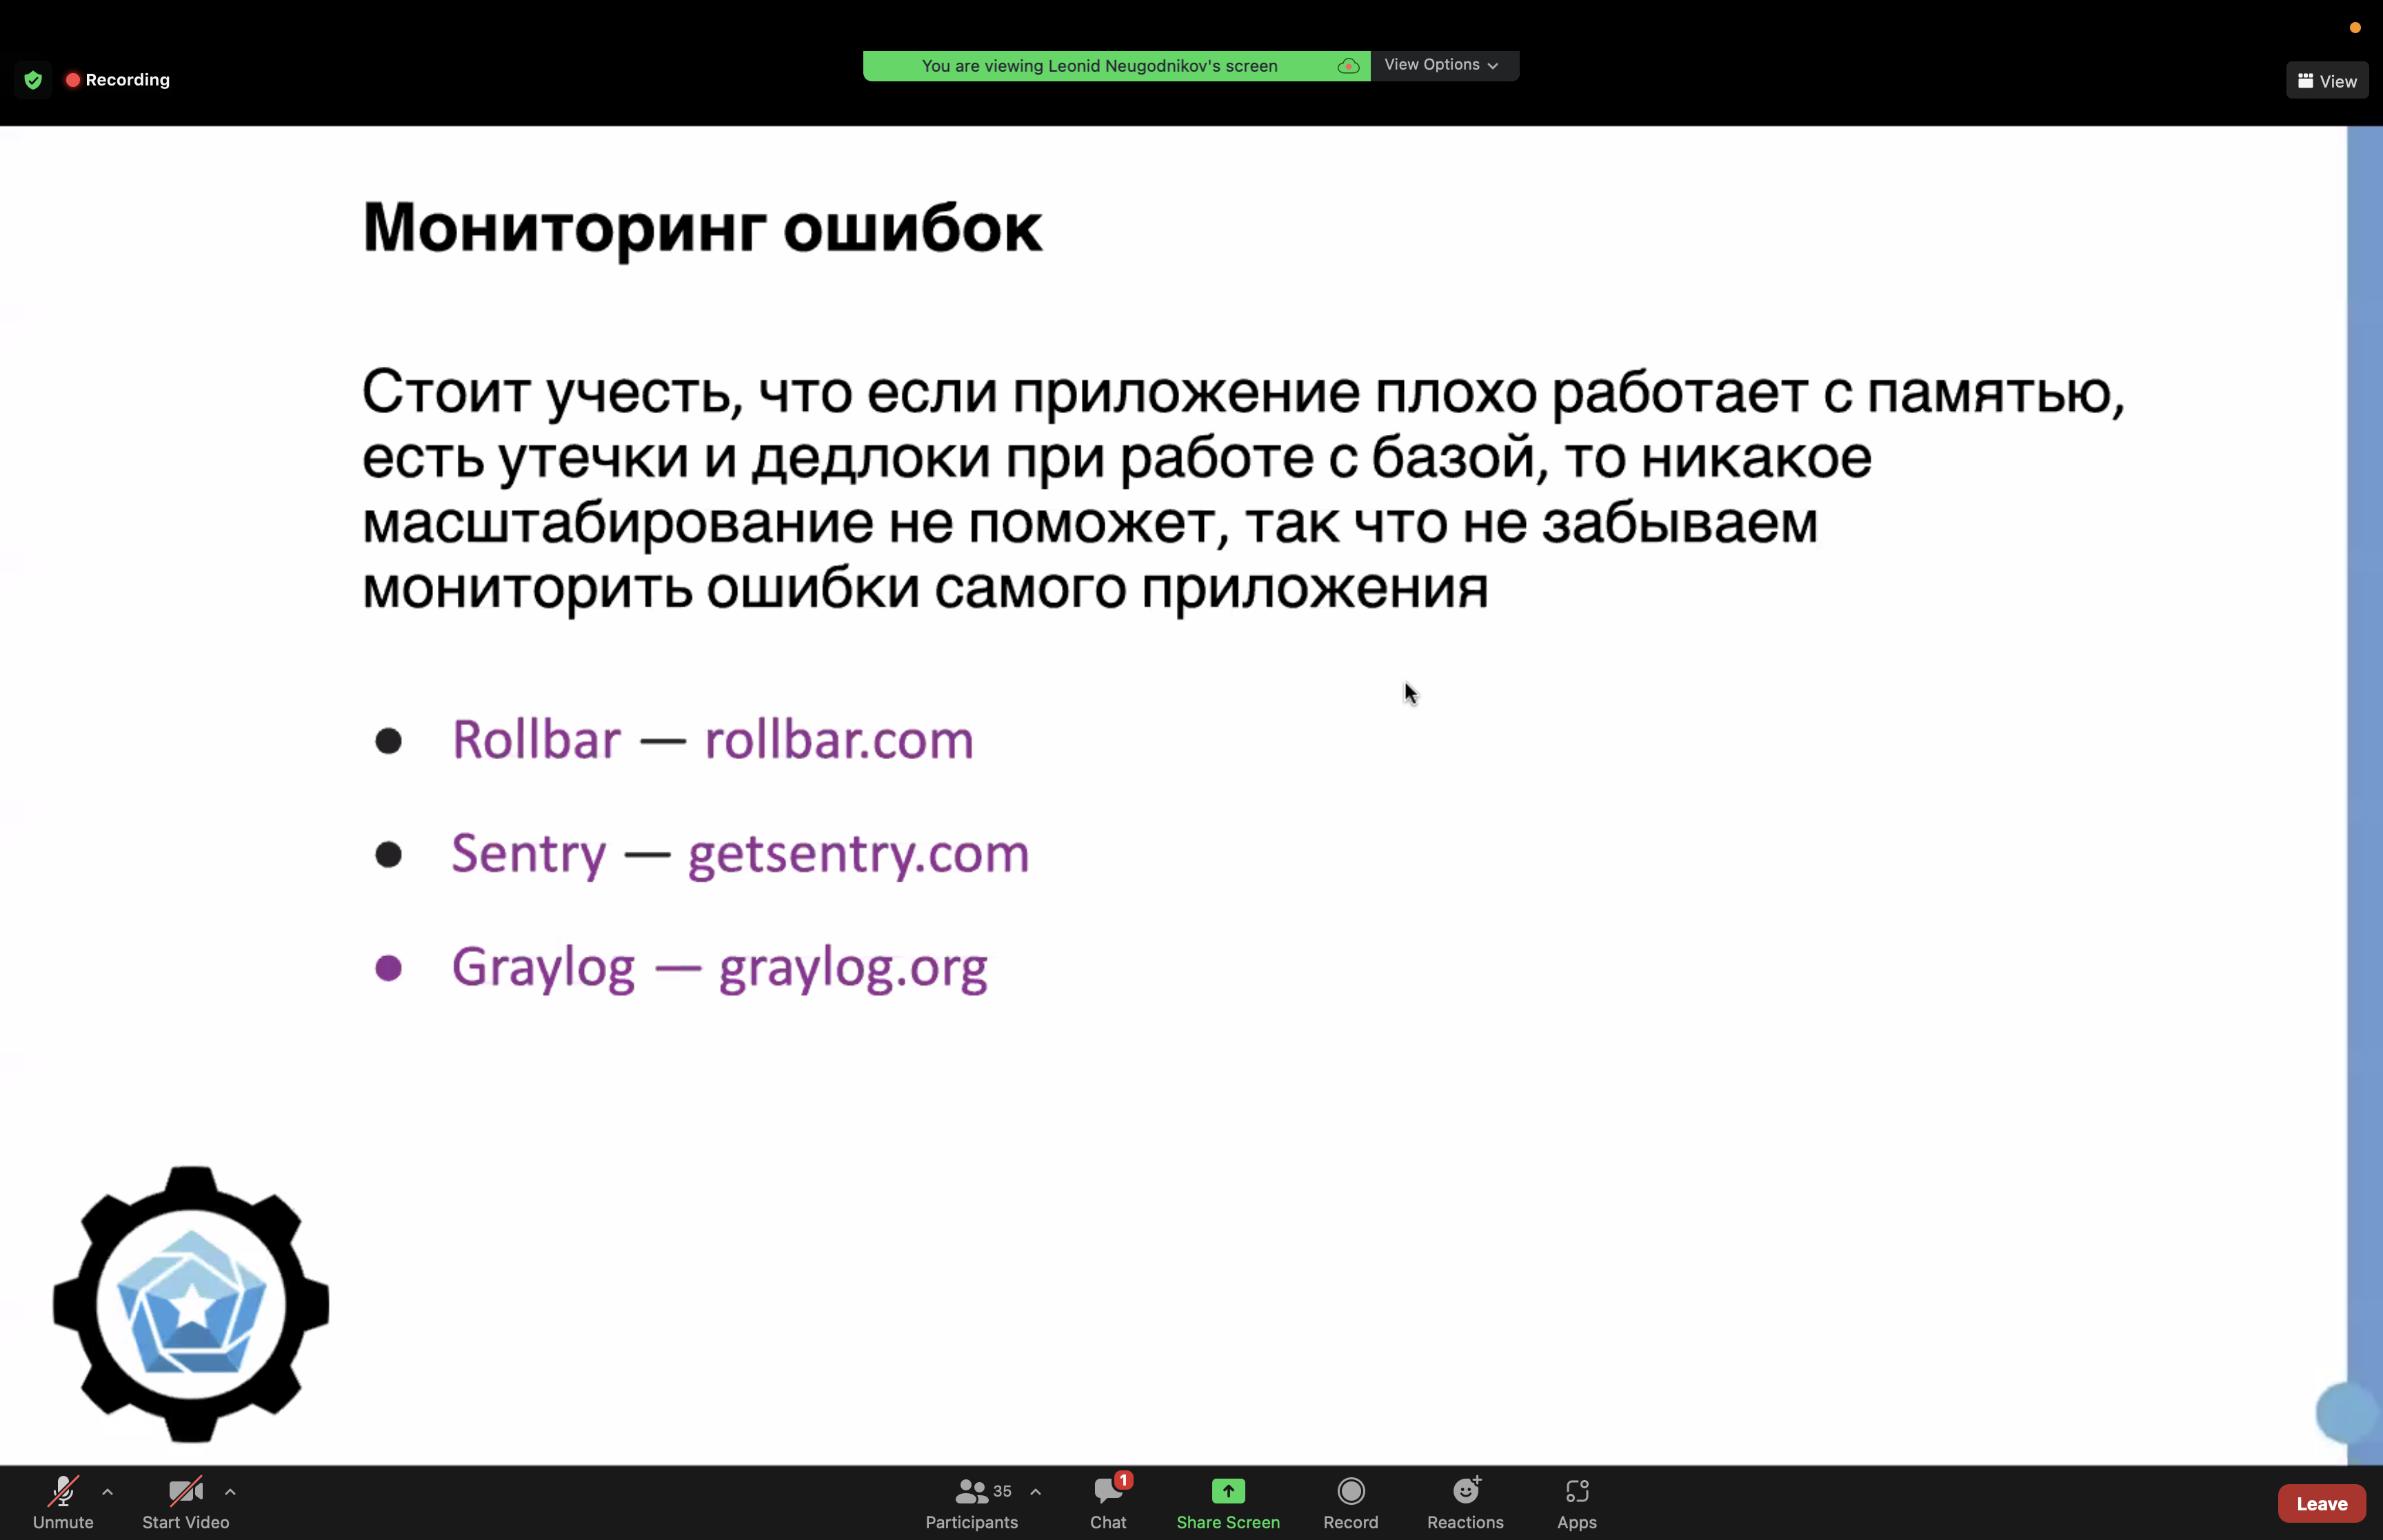 Recording
You are viewing Leonid Neugodnikov's screen
View Options
View
Мониторинг ошибок
Стоит учесть, что если приложение плохо работает с памятью,
есть утечки и дедлоки при работе с базой, то никакое
масштабирование не поможет, так что не забываем
мониторить ошибки самого приложения
● Rollbar — rollbar.com
● Sentry — getsentry.com
● Graylog — graylog.org
Unmute
Start Video
35
Participants
1
Chat
Share Screen
Record
Reactions
Apps
Leave